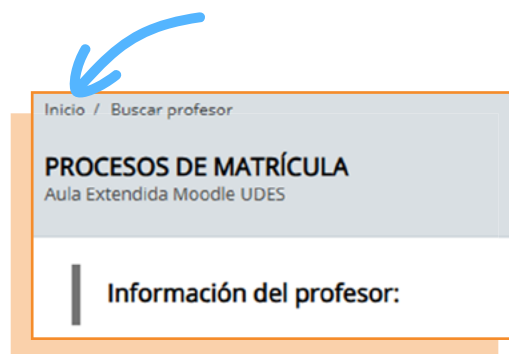 Inicio / Buscar profesor
PROCESOS DE MATRÍCULA
Aula Extendida Moodle UDES
Información del profesor: